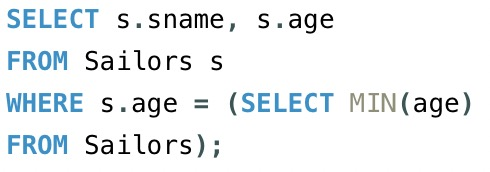 SELECT s.sname, s.age
FROM Sailors s
WHERE s.age = (SELECT MIN(age)
FROM Sailors);